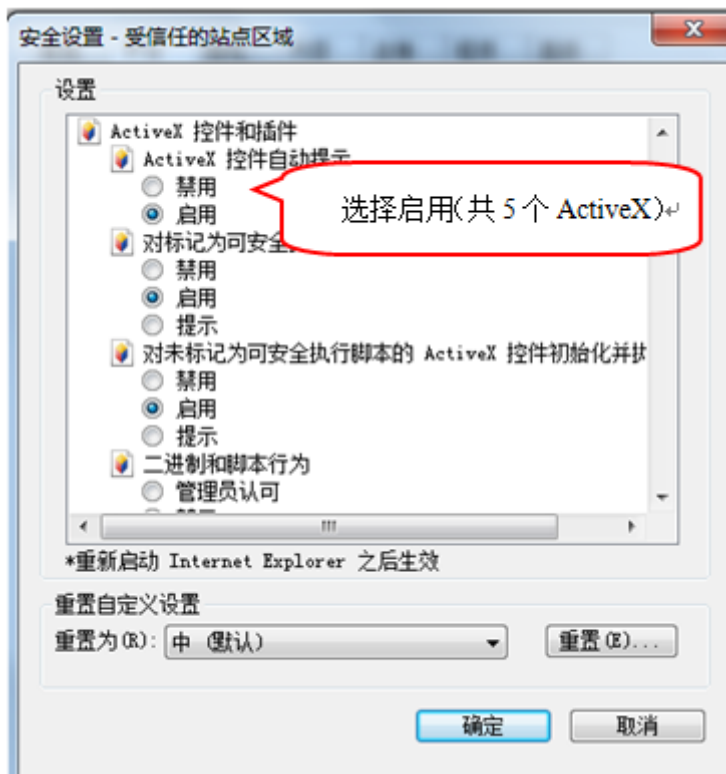 安全设置 - 受信任的站点区域
设置
ActiveX 控件和插件
ActiveX 控件自动提示
禁用
启用
选择启用(共 5 个 ActiveX)↵
对标记为可安全
禁用
启用
提示
对未标记为可安全执行脚本的 ActiveX 控件初始化并执
禁用
启用
提示
二进制和脚本行为
管理员认可
*重新启动 Internet Explorer 之后生效
重置自定义设置
重置为(R): 中 (默认)
重置(E)...
确定
取消